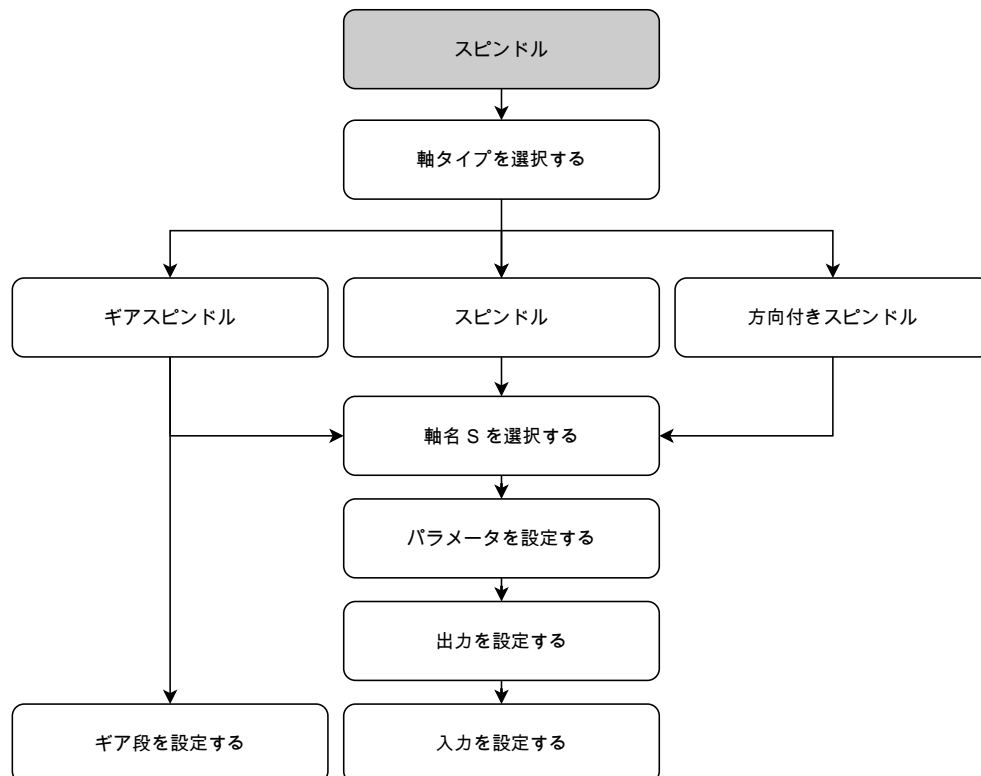 スピンドル
軸タイプを選択する
ギアスピンドル
スピンドル
方向付きスピンドル
軸名 S を選択する
パラメータを設定する
出力を設定する
ギア段を設定する
入力を設定する